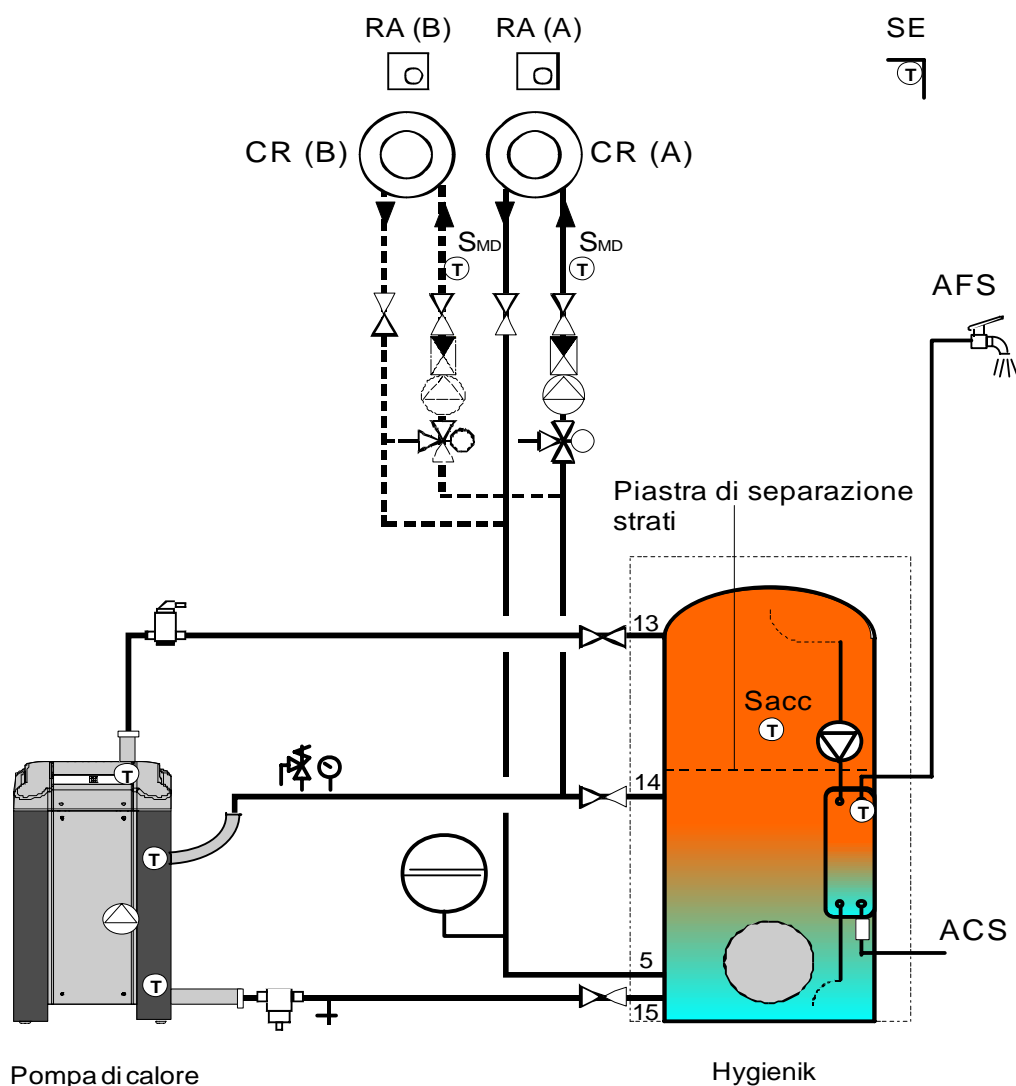 RA (B)
RA (A)
SE
T
CR (B)
CR (A)
SMD
T
SMD
T
AFS
Piastra di separazione
strati
13
Sacc
T
T
14
T
T
ACS
5
T
15
Pompa di calore
Hygienik